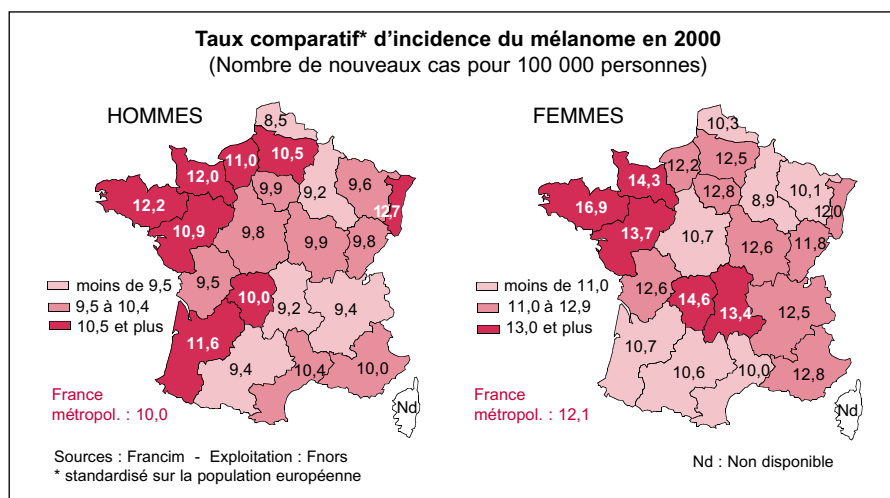 Taux comparatif* d'incidence du mélanome en 2000
(Nombre de nouveaux cas pour 100 000 personnes)
HOMMES
8,5
11,0
10,5
12,0
9,9
9,2
9,6
12,7
12,2
10,9
9,8
9,9
9,8
9,5
10,0
9,2
9,4
11,6
9,4
10,4
10,0
Nd
moins de 9,5
9,5 à 10,4
10,5 et plus
France
métropol. : 10,0
FEMMES
10,3
12,2
12,5
14,3
12,8
8,9
10,1
12,0
16,9
13,7
10,7
12,6
11,8
12,6
14,6
13,4
12,5
10,7
10,6
10,0
12,8
Nd
moins de 11,0
11,0 à 12,9
13,0 et plus
France
métropol. : 12,1
Sources : Francim - Exploitation : Fnors
* standardisé sur la population européenne
Nd : Non disponible